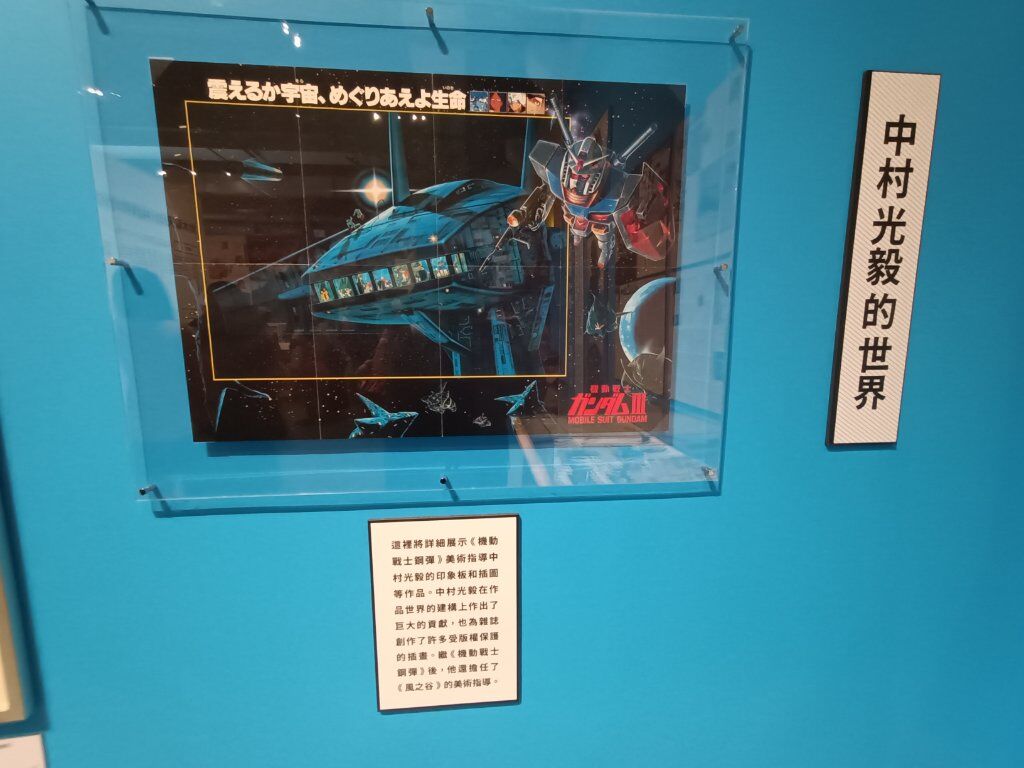 震えるか宇宙、めぐりあえよ生命
機動戦士
ガンダムIII
MOBILE SUIT GUNDAM
中村光毅的世界
這裡將詳細展示《機動
戰士鋼彈》美術指導中
村光毅的印象板和插圖
等作品。中村光毅在作
品世界的建構上作出了
巨大的貢獻，也為雜誌
創作了許多受版權保護
的插畫。繼《機動戰士
鋼彈》後，他還擔任了
《風之谷》的美術指導。